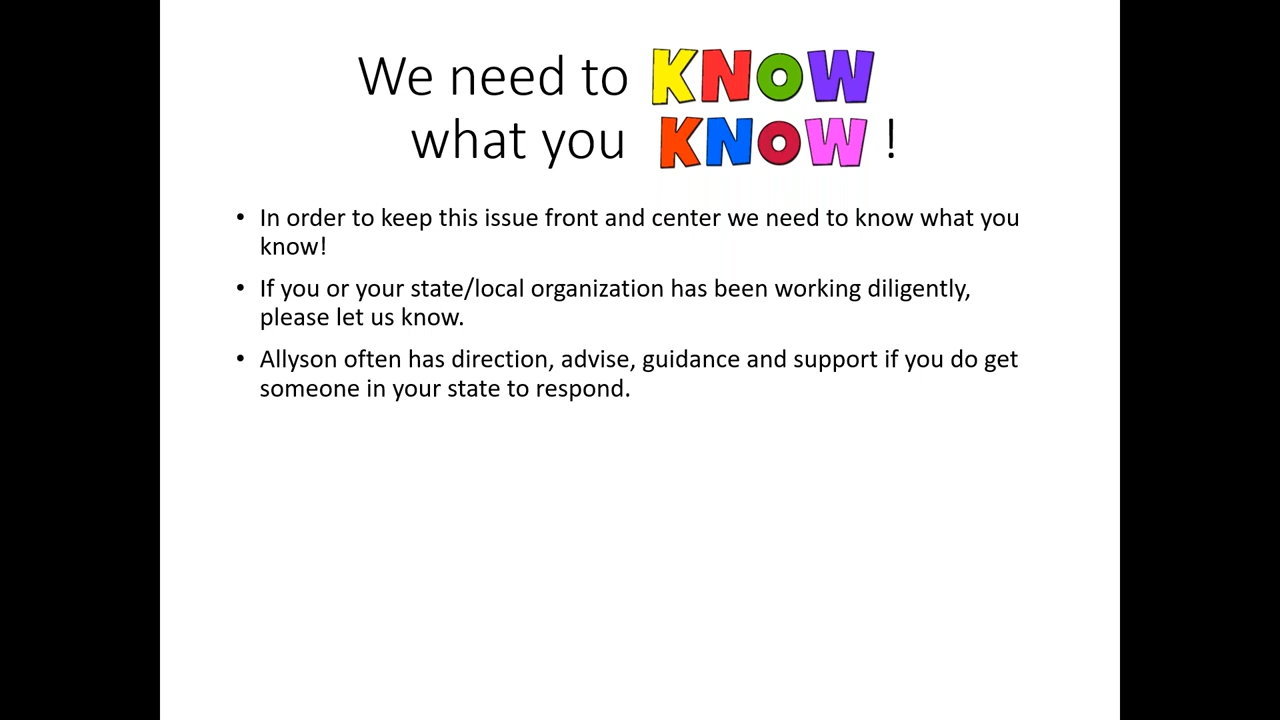 We need to KNOW
what you KNOW !
• In order to keep this issue front and center we need to know what you
know!
• If you or your state/local organization has been working diligently,
please let us know.
• Allyson often has direction, advise, guidance and support if you do get
someone in your state to respond.